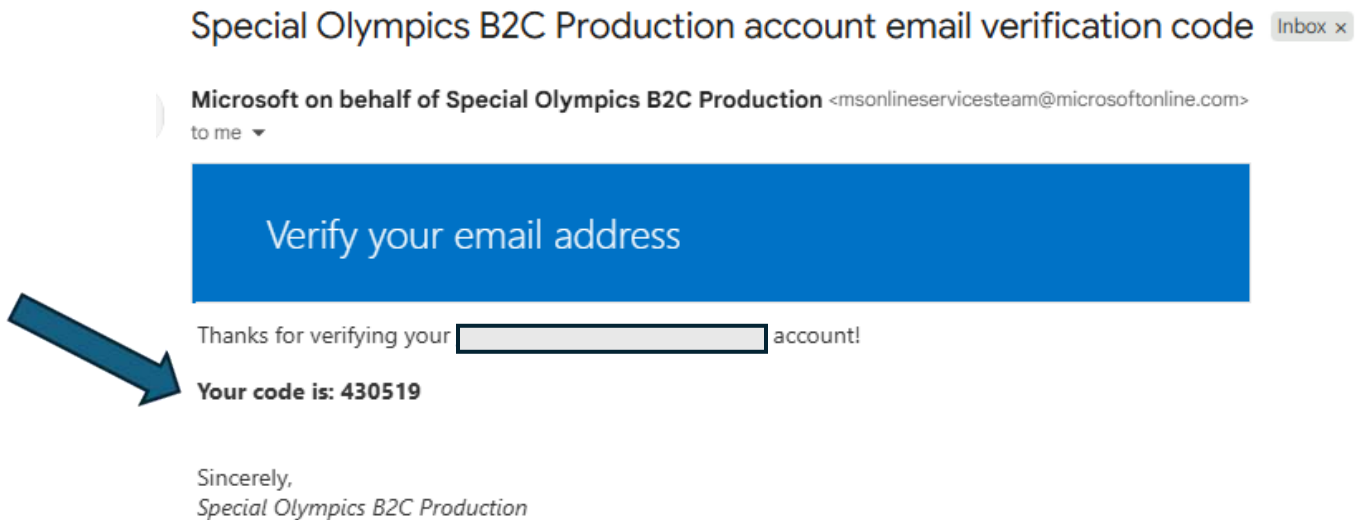 Special Olympics B2C Production account email verification code Inbox x
Microsoft on behalf of Special Olympics B2C Production <msonlineservicesteam@microsoftonline.com>
to me
Verify your email address
Thanks for verifying your account!
Your code is: 430519
Sincerely,
Special Olympics B2C Production